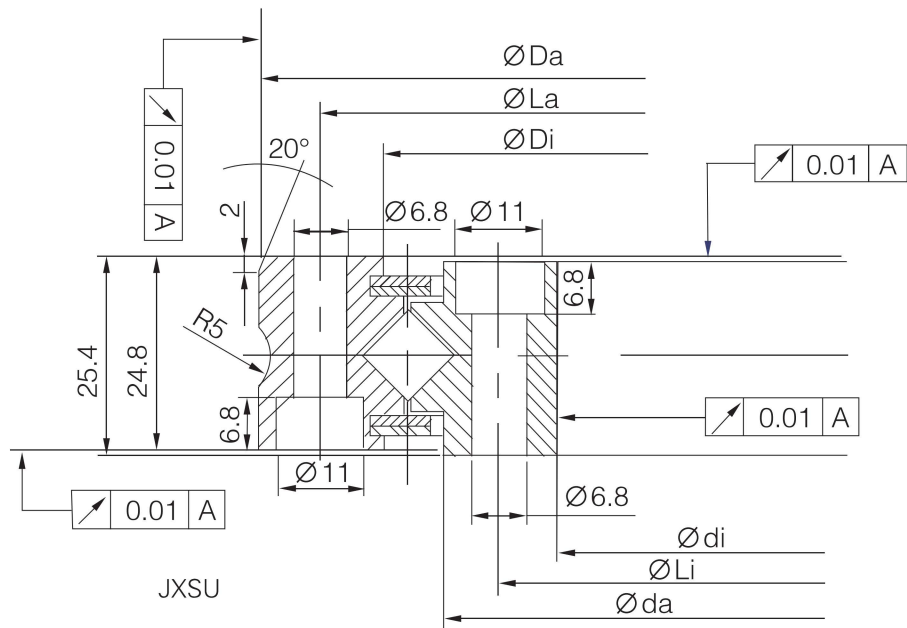 ØDa
ØLa
ØDi
20°
0.01 A
2
Ø6.8
Ø11
0.01 A
6.8
R5
25.4
24.8
6.8
0.01 A
Ø11
Ø6.8
0.01 A
Ødi
ØLi
Øda
JXSU